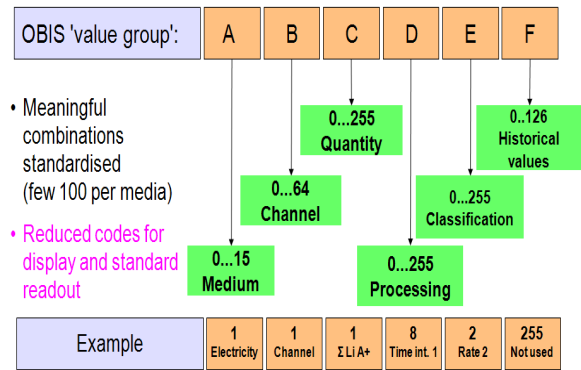 OBIS 'value group':
A
B
C
D
E
F
• Meaningful
combinations
standardised
(few 100 per media)
• Reduced codes for
display and standard
readout
0...15
Medium
0...64
Channel
0...255
Quantity
0...255
Processing
0...255
Classification
0..126
Historical
values
Example
1
Electricity
1
Channel
1
Σ Li A+
8
Time int. 1
2
Rate 2
255
Not used